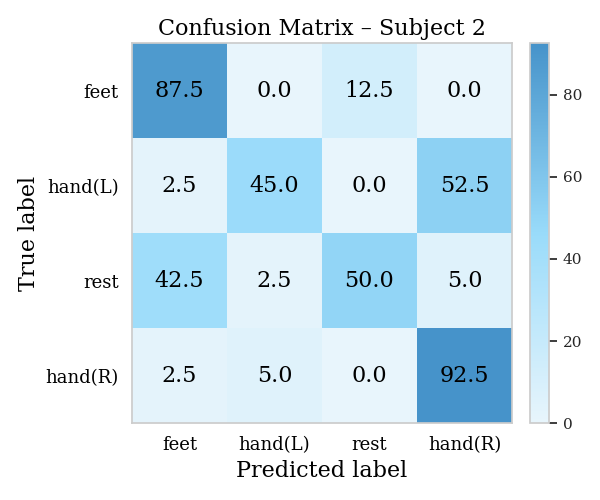 Confusion Matrix – Subject 2
feet 87.5 0.0 12.5 0.0
hand(L) 2.5 45.0 0.0 52.5
rest 42.5 2.5 50.0 5.0
hand(R) 2.5 5.0 0.0 92.5
feet hand(L) rest hand(R)
Predicted label
True label
80
60
40
20
0